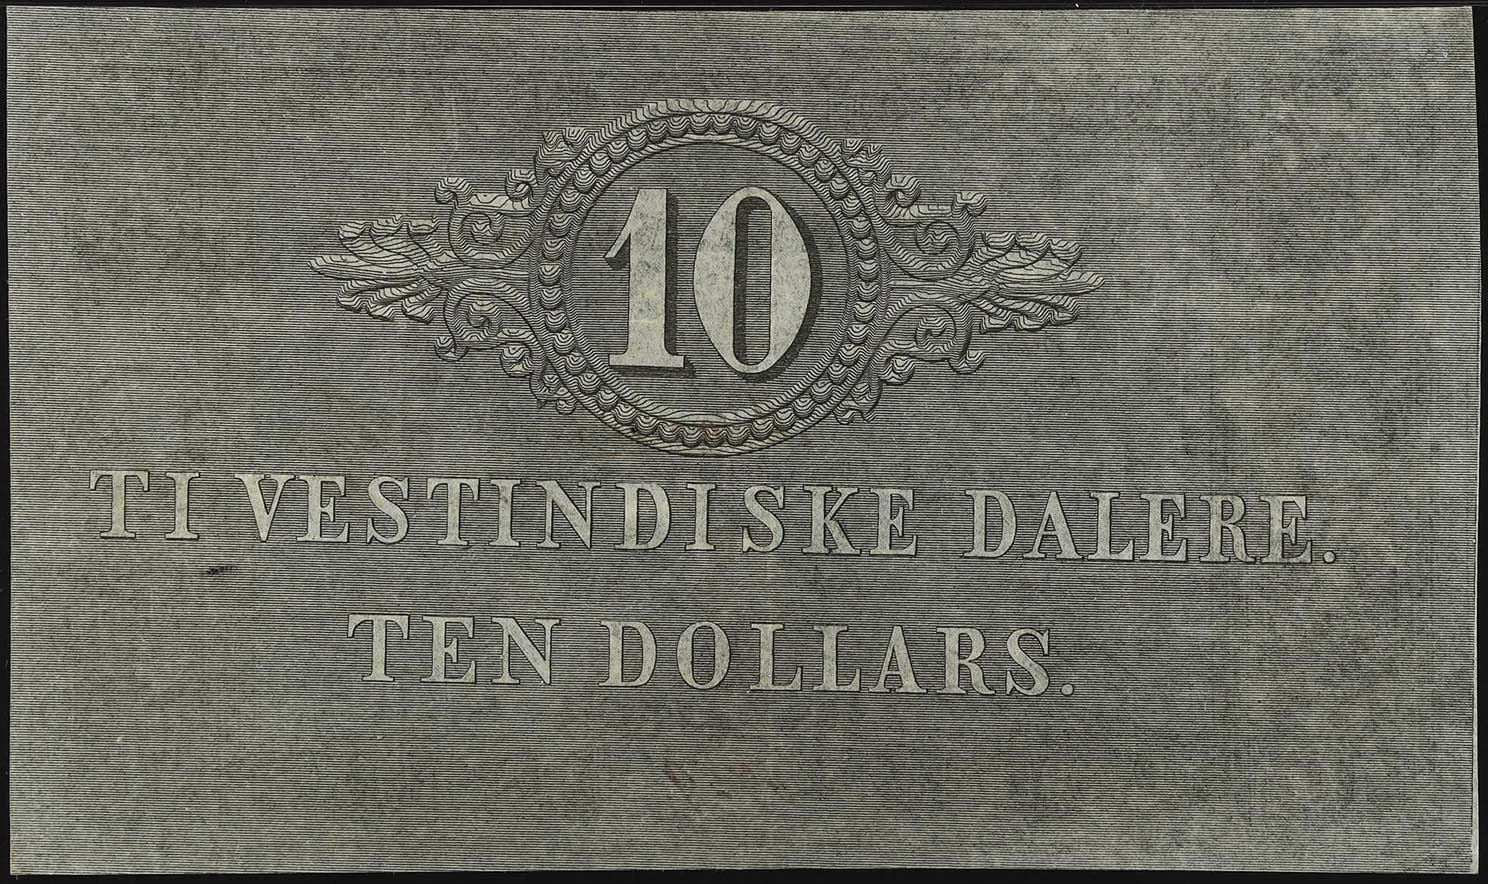 10
TI VESTINDISKE DALERE.
TEN DOLLARS.